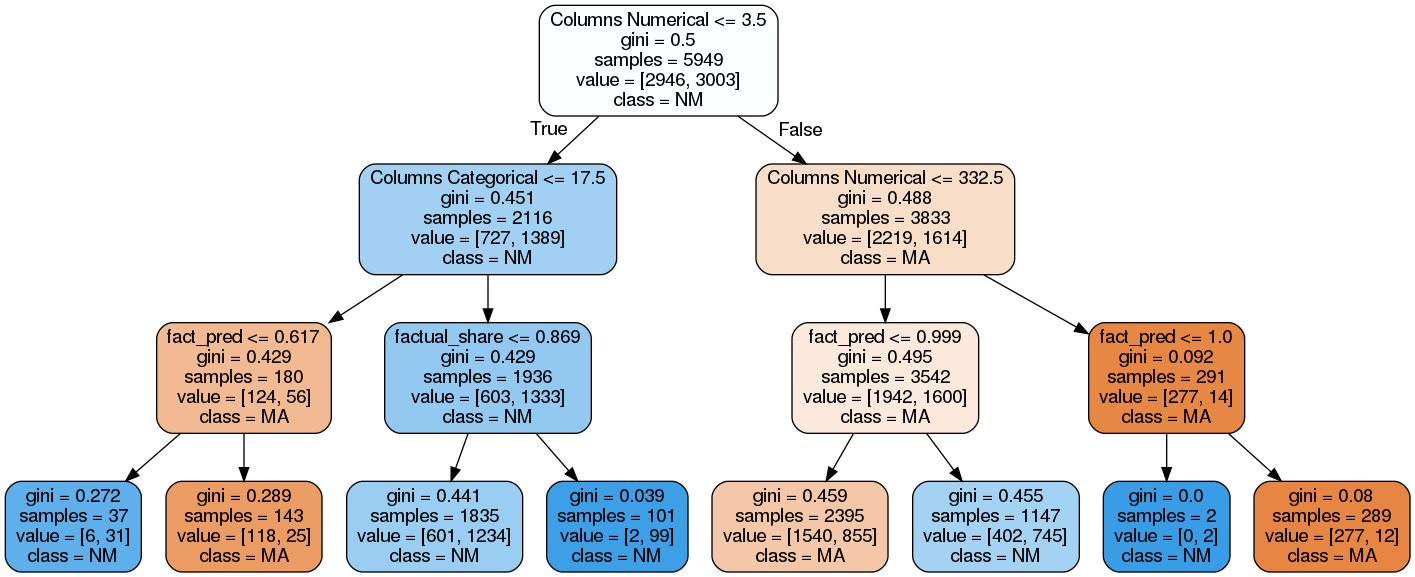 Columns Numerical <= 3.5
gini = 0.5
samples = 5949
value = [2946, 3003]
class = NM
True
False
Columns Categorical <= 17.5
gini = 0.451
samples = 2116
value = [727, 1389]
class = NM
Columns Numerical <= 332.5
gini = 0.488
samples = 3833
value = [2219, 1614]
class = MA
fact_pred <= 0.617
gini = 0.429
samples = 180
value = [124, 56]
class = MA
factual_share <= 0.869
gini = 0.429
samples = 1936
value = [603, 1333]
class = NM
fact_pred <= 0.999
gini = 0.495
samples = 3542
value = [1942, 1600]
class = MA
fact_pred <= 1.0
gini = 0.092
samples = 291
value = [277, 14]
class = MA
gini = 0.272
samples = 37
value = [6, 31]
class = NM
gini = 0.289
samples = 143
value = [118, 25]
class = MA
gini = 0.441
samples = 1835
value = [601, 1234]
class = NM
gini = 0.039
samples = 101
value = [2, 99]
class = NM
gini = 0.459
samples = 2395
value = [1540, 855]
class = MA
gini = 0.455
samples = 1147
value = [402, 745]
class = NM
gini = 0.0
samples = 2
value = [0, 2]
class = NM
gini = 0.08
samples = 289
value = [277, 12]
class = MA